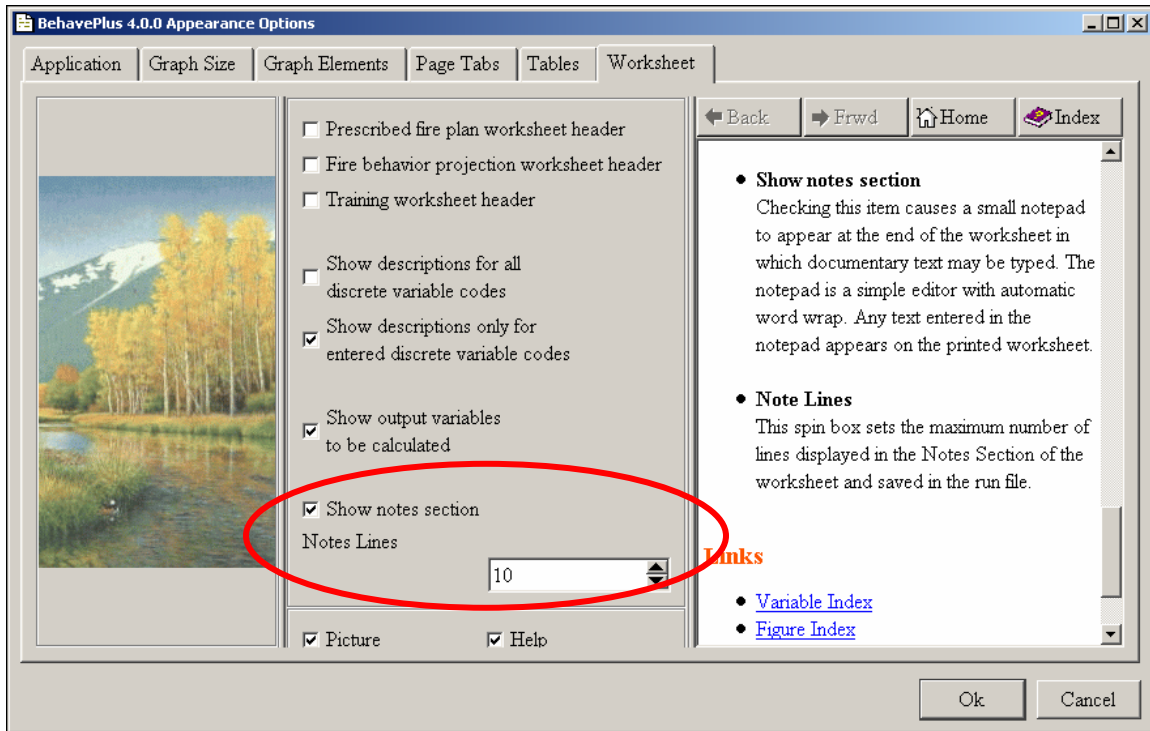 BehavePlus 4.0.0 Appearance Options
Application
Graph Size
Graph Elements
Page Tabs
Tables
Worksheet
Prescribed fire plan worksheet header
Fire behavior projection worksheet header
Training worksheet header
Show descriptions for all
discrete variable codes
Show descriptions only for
entered discrete variable codes
Show output variables
to be calculated
Show notes section
Notes Lines
10
Picture
Help
Back
Frwd
Home
Index
• Show notes section
Checking this item causes a small notepad
to appear at the end of the worksheet in
which documentary text may be typed. The
notepad is a simple editor with automatic
word wrap. Any text entered in the
notepad appears on the printed worksheet.
• Note Lines
This spin box sets the maximum number of
lines displayed in the Notes Section of the
worksheet and saved in the run file.
Links
• Variable Index
• Figure Index
Ok
Cancel